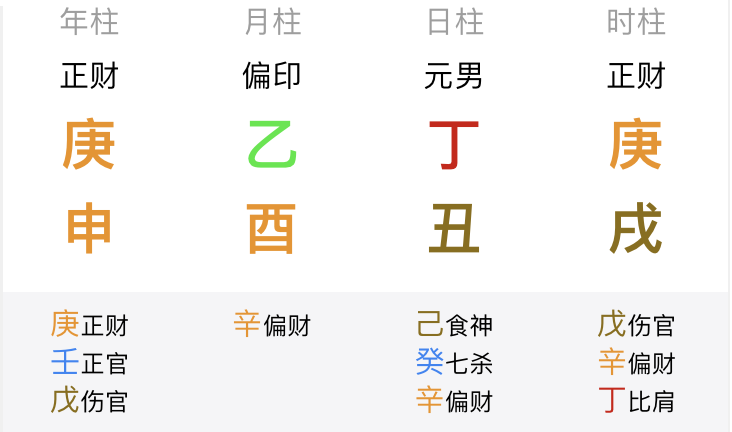 年柱 月柱 日柱 时柱
正财 偏印 元男 正财
庚 乙 丁 庚
申 酉 丑 戌
庚正财 辛偏财 己食神 戊伤官
壬正官 癸七杀 辛偏财
戊伤官 辛偏财 丁比肩